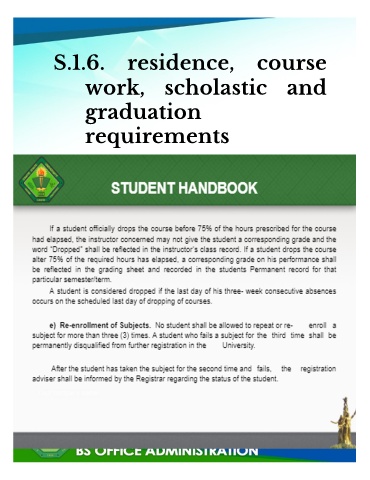 S.1.6. residence, course
work, scholastic and
graduation
requirements
STUDENT HANDBOOK
If a student officially drops the course before 75% of the hours prescribed for the course
had elapsed, the instructor concerned may not give the student a corresponding grade and the
word “Dropped” shall be reflected in the instructor’s class record. If a student drops the course
after 75% of the required hours has elapsed, a corresponding grade on his performance shall
be reflected in the grading sheet and recorded in the students Permanent record for that
particular semester/term.
A student is considered dropped if the last day of his three- week consecutive absences
occurs on the scheduled last day of dropping of courses.
e) Re-enrollment of Subjects. No student shall be allowed to repeat or re- enroll a
subject for more than three (3) times. A student who fails a subject for the third time shall be
permanently disqualified from further registration in the University.
After the student has taken the subject for the second time and fails, the registration
adviser shall be informed by the Registrar regarding the status of the student.
BS OFFICE ADMINISTRATION